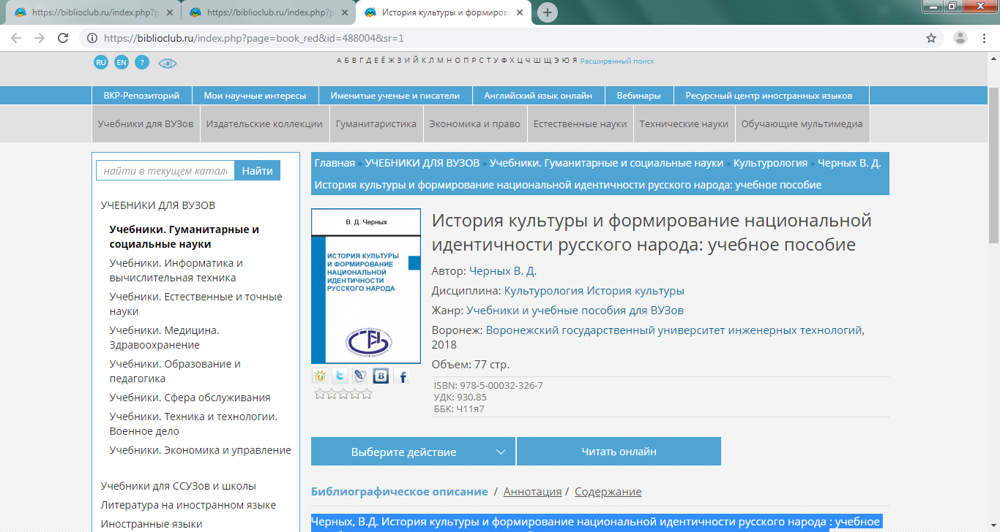 https://biblioclub.ru/index.php?p
https://biblioclub.ru/index.php?p
История культуры и формирова
https://biblioclub.ru/index.php?page=book_red&id=488004&sr=1
RU EN ?
А Б В Г Д Е Ё Ж З И Й К Л М Н О П Р С Т У Ф Х Ц Ч Ш Щ Э Ю Я Расширенный поиск
ВКР-Репозиторий
Мои научные интересы
Именитые ученые и писатели
Английский язык онлайн
Вебинары
Ресурсный центр иностранных языков
Учебники для ВУЗов
Издательские коллекции
Гуманитаристика
Экономика и право
Естественные науки
Технические науки
Обучающие мультимедиа
найти в текущем катало
Найти
УЧЕБНИКИ ДЛЯ ВУЗОВ
Учебники. Гуманитарные и
социальные науки
Учебники. Информатика и
вычислительная техника
Учебники. Естественные и точные
науки
Учебники. Медицина.
Здравоохранение
Учебники. Образование и
педагогика
Учебники. Сфера обслуживания
Учебники. Техника и технологии.
Военное дело
Учебники. Экономика и управление
Учебники для ССУЗов и школы
Литература на иностранном языке
Иностранные языки
Главная » УЧЕБНИКИ ДЛЯ ВУЗОВ » Учебники. Гуманитарные и социальные науки » Культурология » Черных В. Д.
История культуры и формирование национальной идентичности русского народа: учебное пособие
В. Д. Черных
ИСТОРИЯ КУЛЬТУРЫ
И ФОРМИРОВАНИЕ
НАЦИОНАЛЬНОЙ
ИДЕНТИЧНОСТИ
РУССКОГО НАРОДА
История культуры и формирование национальной
идентичности русского народа: учебное пособие
Автор: Черных В. Д.
Дисциплина: Культурология История культуры
Жанр: Учебники и учебные пособия для ВУЗов
Воронеж: Воронежский государственный университет инженерных технологий,
2018
Объем: 77 стр.
ISBN: 978-5-00032-326-7
УДК: 930.85
ББК: Ч11я7
Выберите действие
Читать онлайн
Библиографическое описание / Аннотация / Содержание
Черных, В.Д. История культуры и формирование национальной идентичности русского народа : учебное